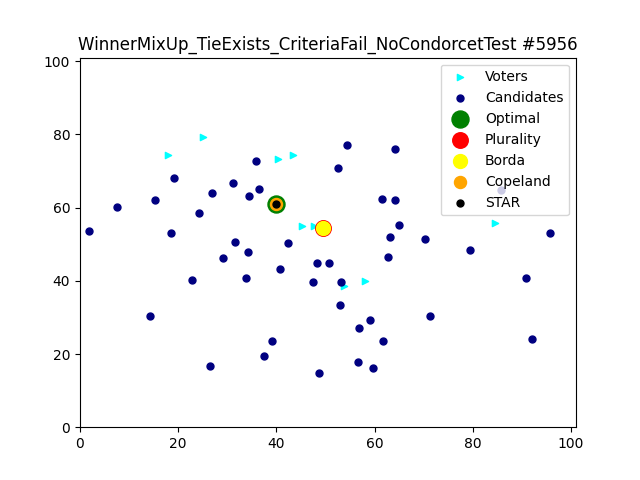 WinnerMixUp_TieExists_CriteriaFail_NoCondorcetTest #5956
Voters
Candidates
Optimal
Plurality
Borda
Copeland
STAR
100
80
60
40
20
0
0 20 40 60 80 100